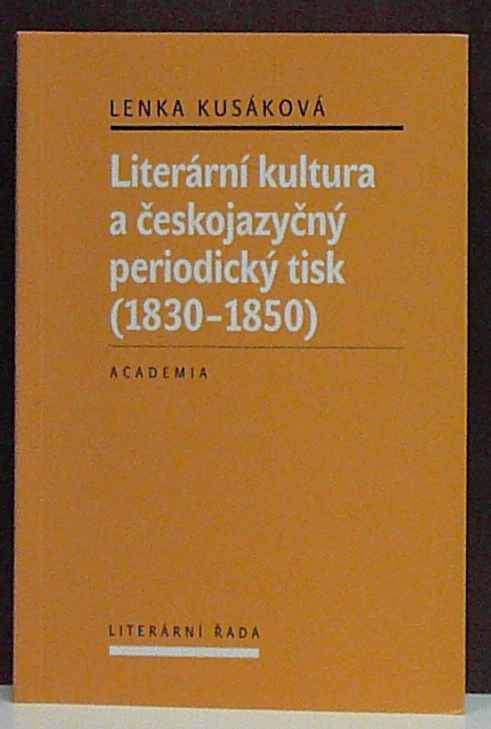 LENKA KUSÁKOVÁ
Literární kultura
a českojazyčný
periodický tisk
(1830–1850)
ACADEMIA
LITERÁRNÍ ŘADA